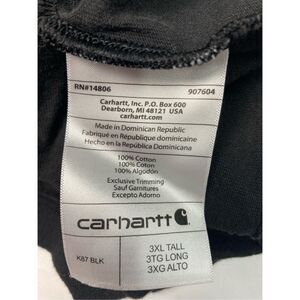 RN#14806 907604
Carhartt, Inc. P.O. Box 600
Dearborn, MI 48121 USA
carhartt.com
Made in Dominican Republic
Fabriqué en République dominicaine
Hecho en la República Dominicana
100% Cotton
100% Cotton
100% Algodón
Exclusive Trimming
Sauf Garnitures
Excepto Adorno
carhartt
K87 BLK
3XL TALL
3TG LONG
3XG ALTO